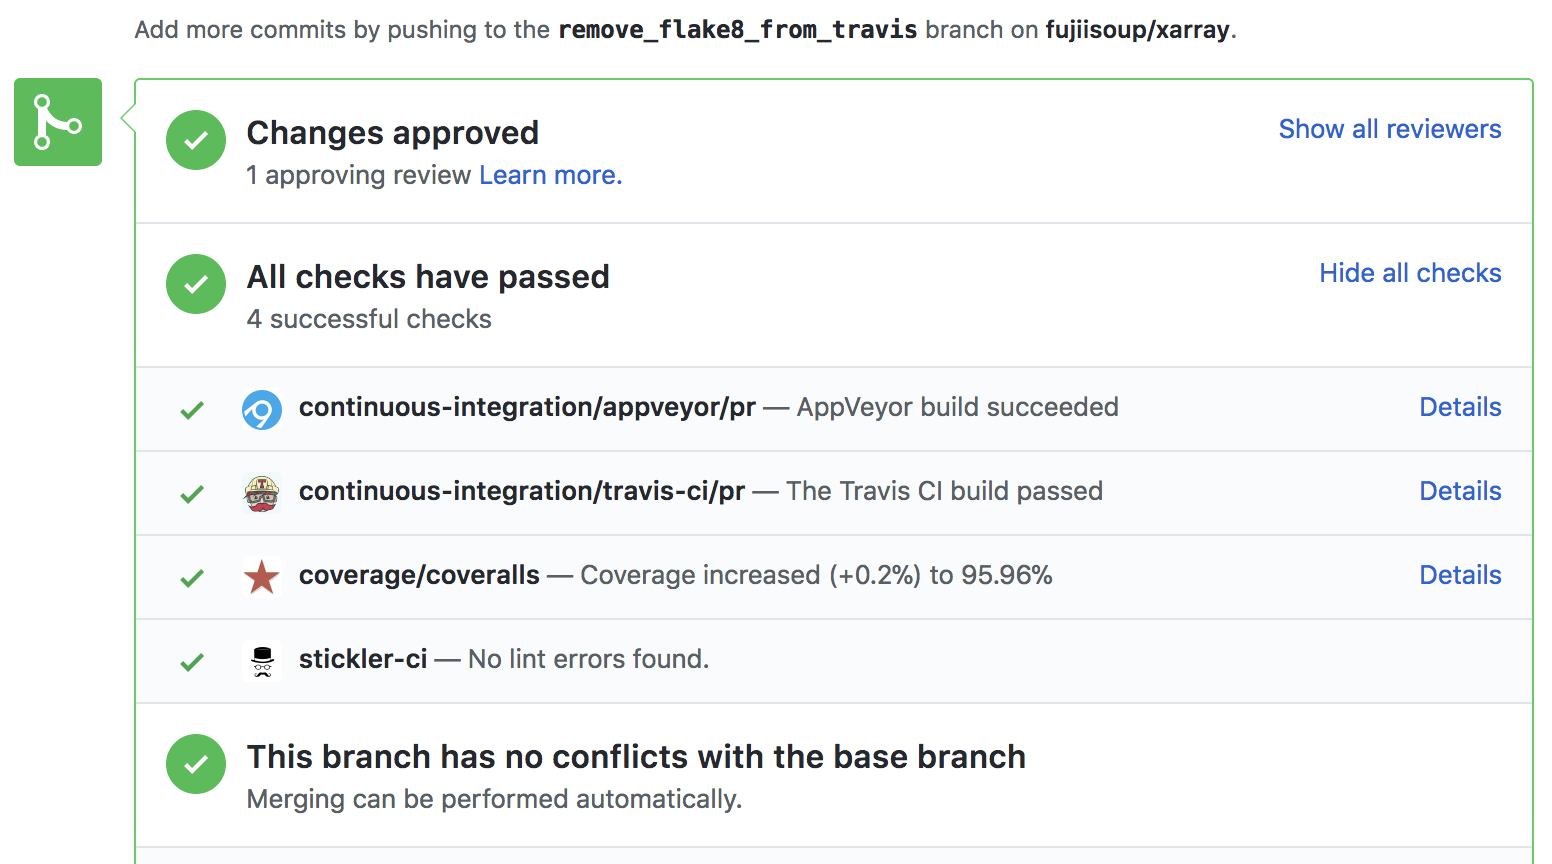 Add more commits by pushing to the remove_flake8_from_travis branch on fujiisoup/xarray.
Changes approved
Show all reviewers
1 approving review Learn more.
All checks have passed
Hide all checks
4 successful checks
continuous-integration/appveyor/pr — AppVeyor build succeeded
Details
continuous-integration/travis-ci/pr — The Travis CI build passed
Details
coverage/coveralls — Coverage increased (+0.2%) to 95.96%
Details
stickler-ci — No lint errors found.
This branch has no conflicts with the base branch
Merging can be performed automatically.